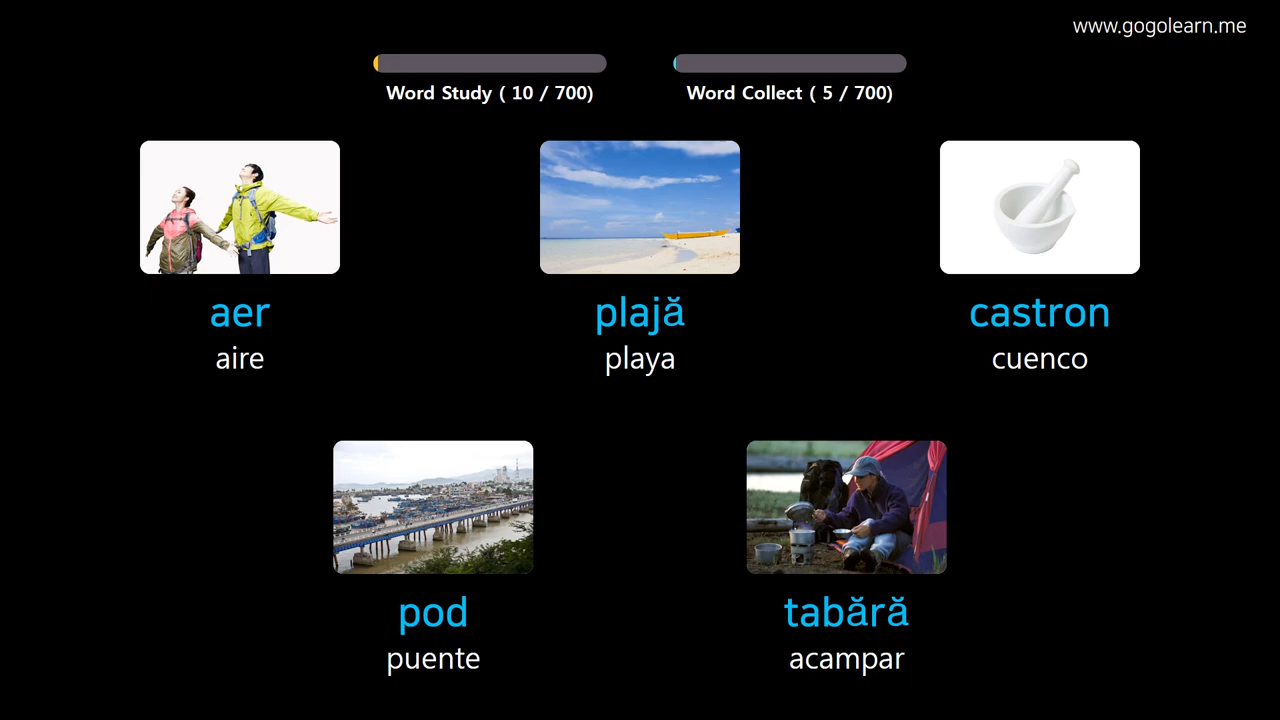 www.gogolearn.me
Word Study ( 10 / 700)
Word Collect ( 5 / 700)
aer
aire
plajă
playa
castron
cuenco
pod
puente
tabără
acampar